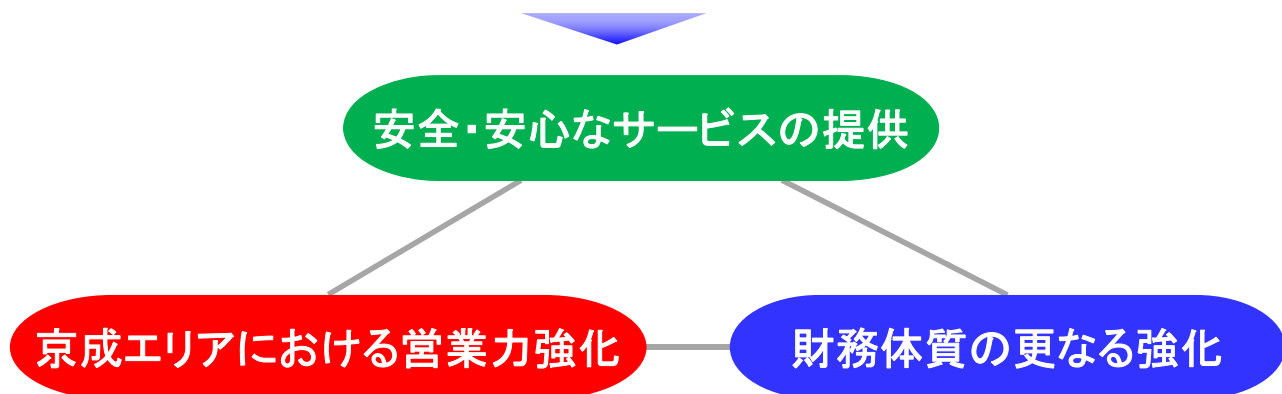 安全・安心なサービスの提供
京成エリアにおける営業力強化
財務体質の更なる強化